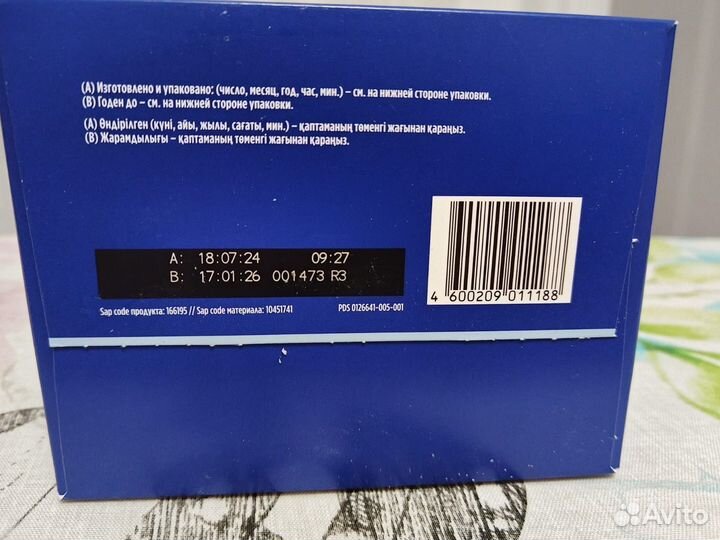 (A) Изготовлено и упаковано: (число, месяц, год, час, мин.) – см. на нижней стороне упаковки.
(B) Годен до – см. на нижней стороне упаковки.
(A) Өндірілген (күні, айы, жылы, сағаты, мин.) – қаптаманың төменгі жағынан қараңыз.
(B) Жарамдылығы – қаптаманың төменгі жағынан қараңыз.
A: 18:07:24 09:27
B: 17:01:26 001473 R3
Sap code продукта: 166195 // Sap code материала: 10451741 PDS 0126641-005-001
4 600209 011188
Avito